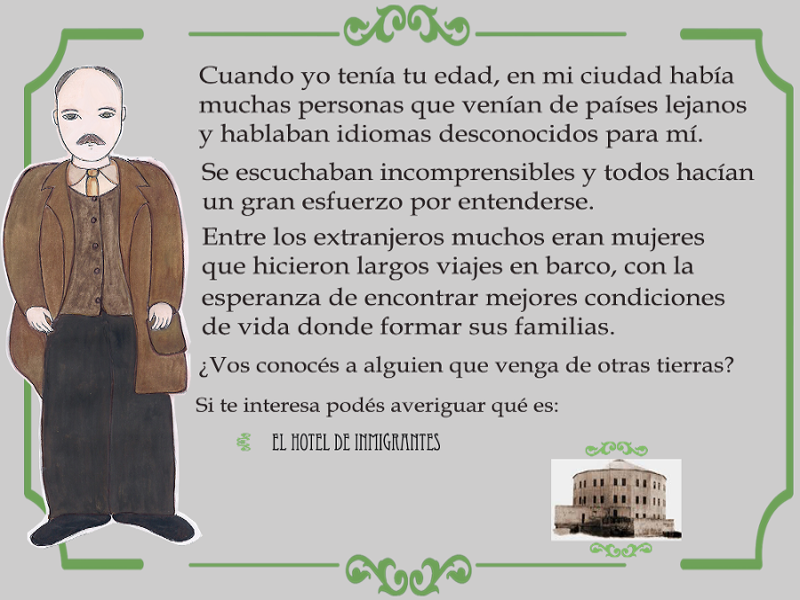 Cuando yo tenía tu edad, en mi ciudad había
muchas personas que venían de países lejanos
y hablaban idiomas desconocidos para mí.
Se escuchaban incomprensibles y todos hacían
un gran esfuerzo por entenderse.
Entre los extranjeros muchos eran mujeres
que hicieron largos viajes en barco, con la
esperanza de encontrar mejores condiciones
de vida donde formar sus familias.
¿Vos conocés a alguien que venga de otras tierras?
Si te interesa podés averiguar qué es:
EL HOTEL DE INMIGRANTES